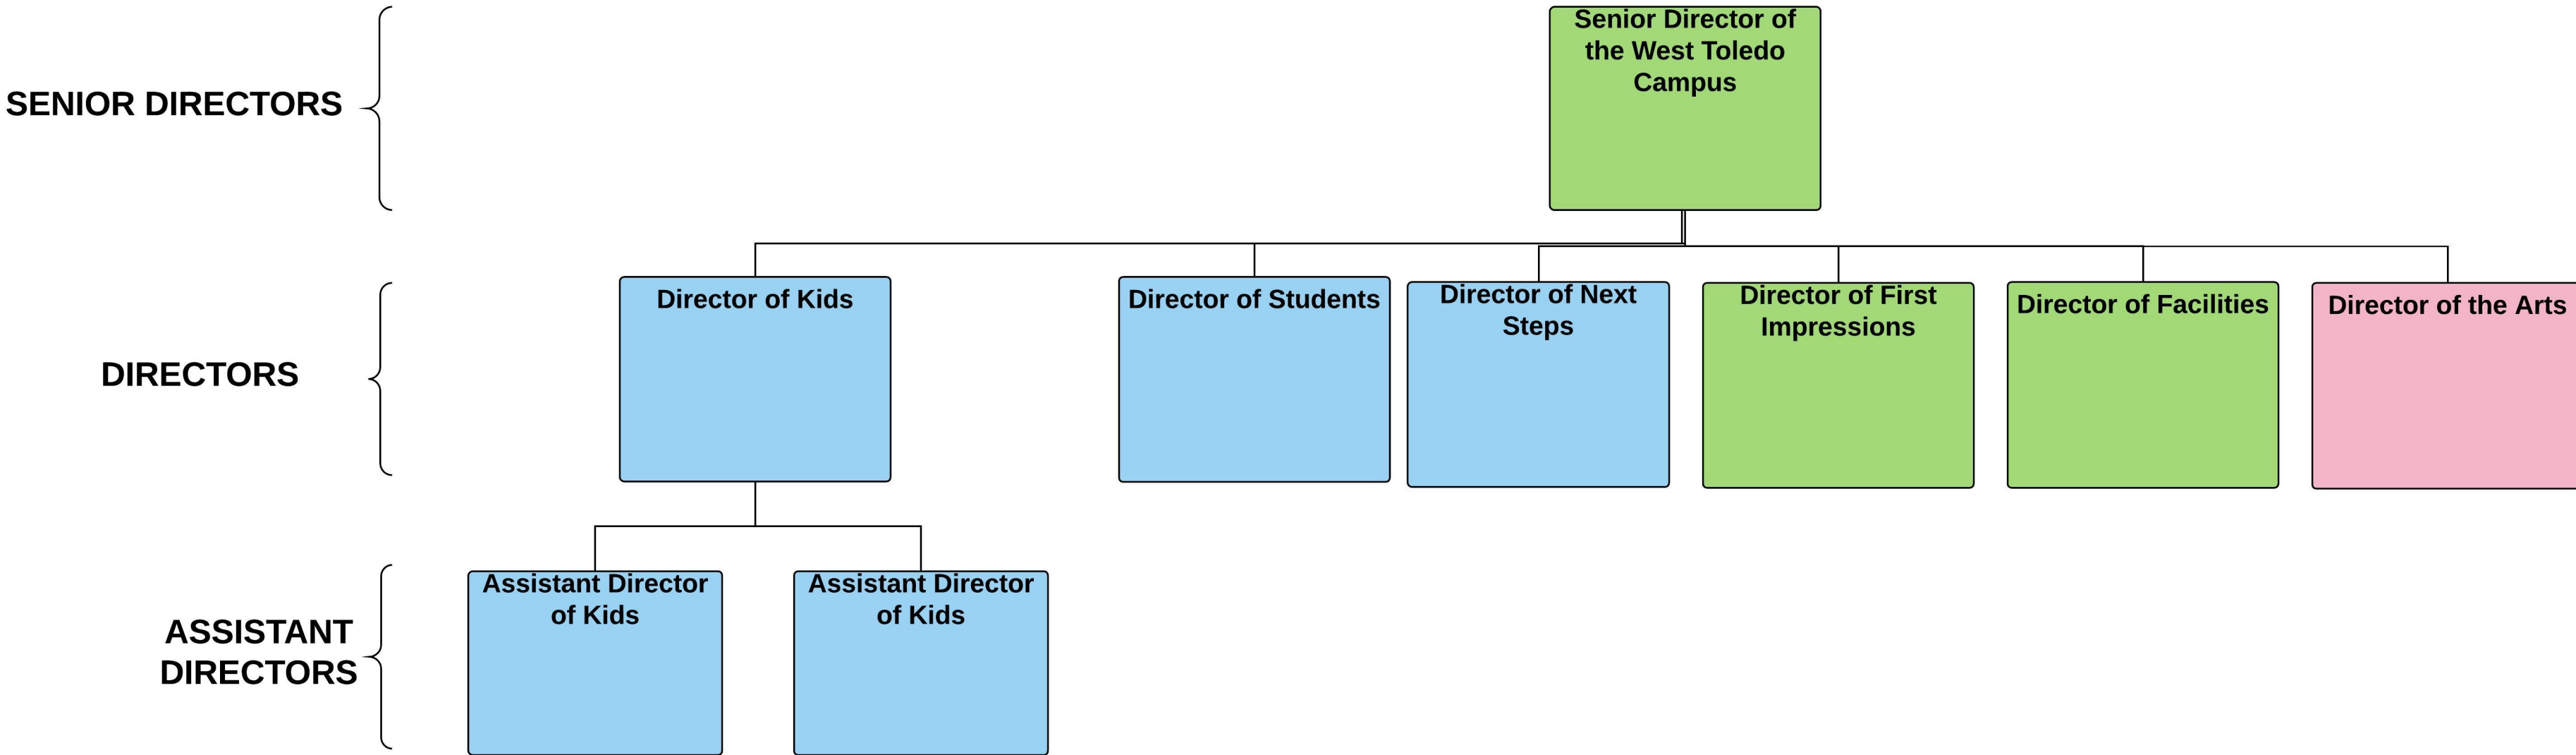 Senior Director of
the West Toledo
Campus
SENIOR DIRECTORS
Director of Kids
Director of Students
Director of Next
Steps
Director of First
Impressions
Director of Facilities
Director of the Arts
DIRECTORS
Assistant Director
of Kids
Assistant Director
of Kids
ASSISTANT
DIRECTORS